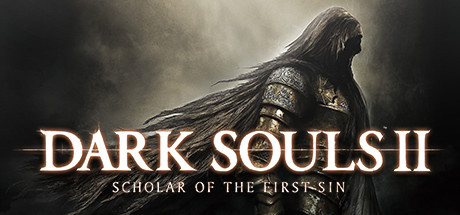 DARK SOULS II
SCHOLAR OF THE FIRST SIN